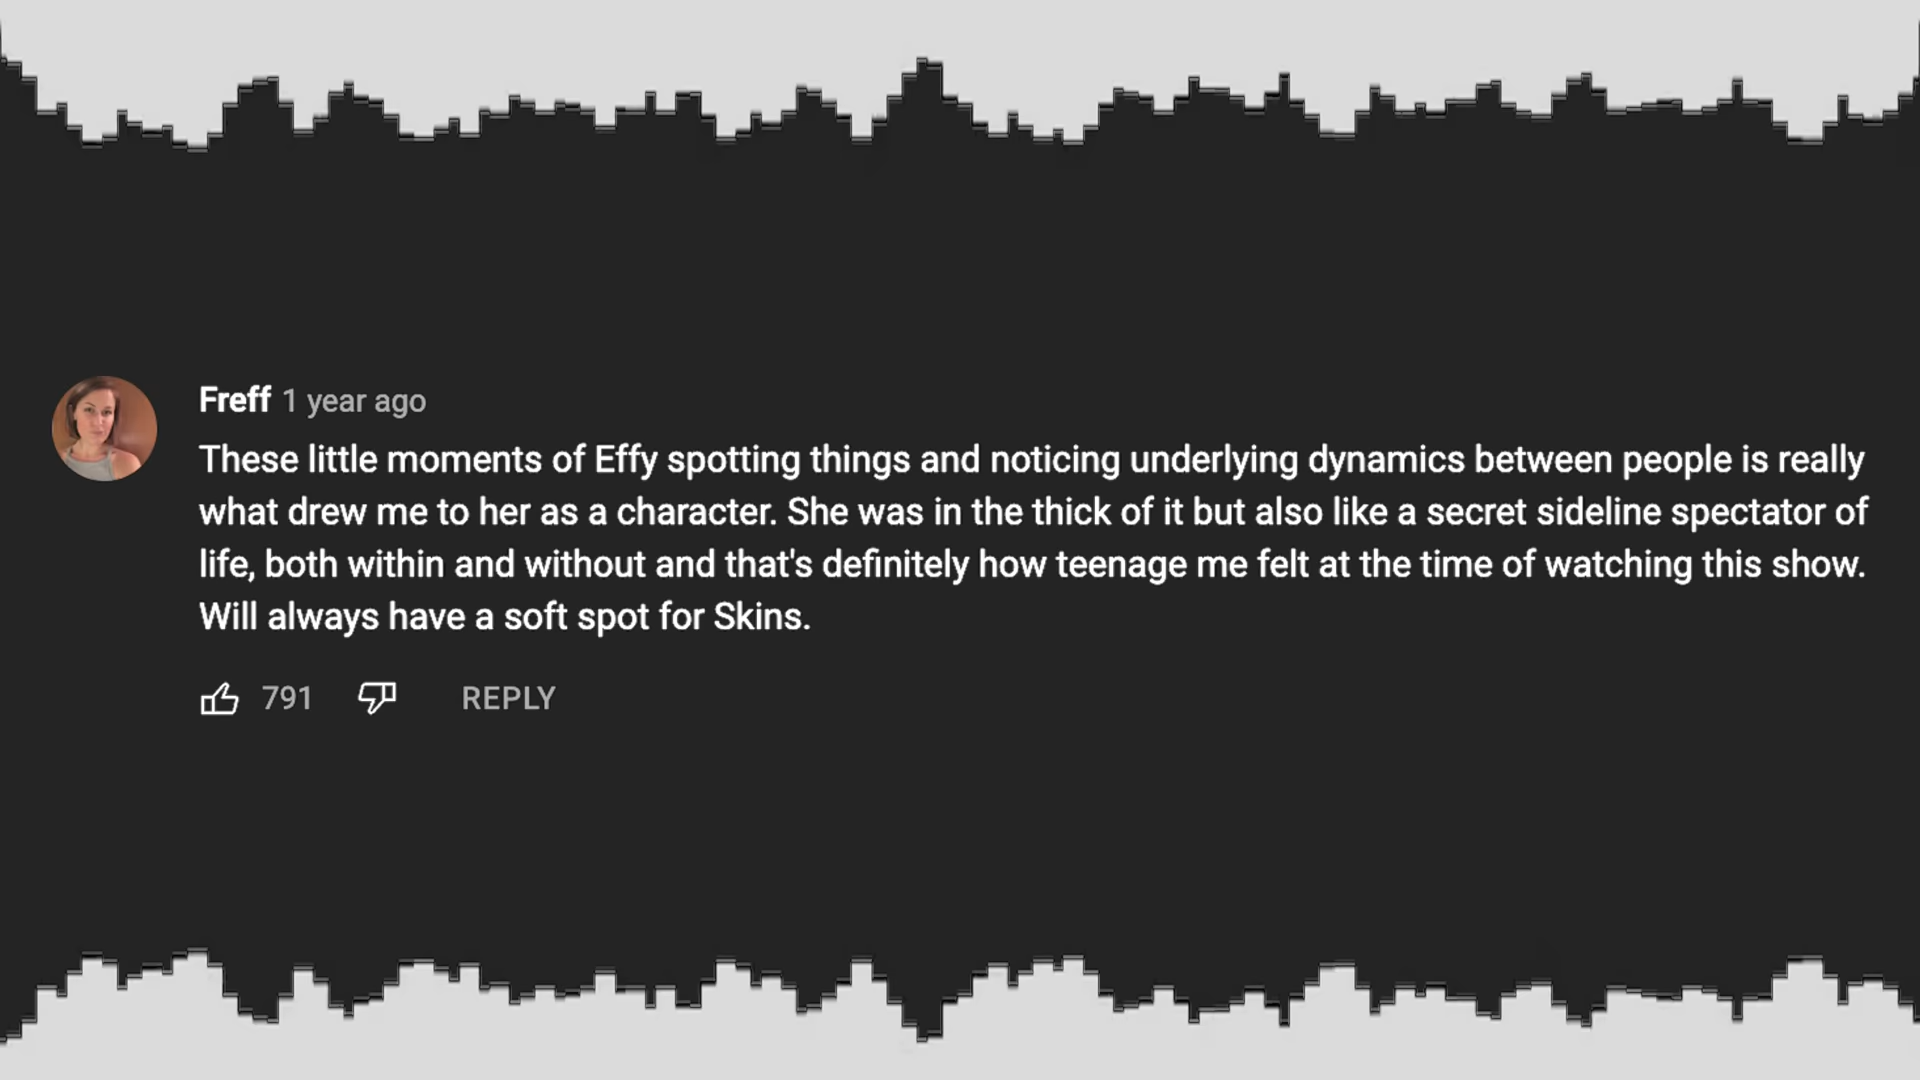 Freff 1 year ago
These little moments of Effy spotting things and noticing underlying dynamics between people is really
what drew me to her as a character. She was in the thick of it but also like a secret sideline spectator of
life, both within and without and that's definitely how teenage me felt at the time of watching this show.
Will always have a soft spot for Skins.
791 REPLY